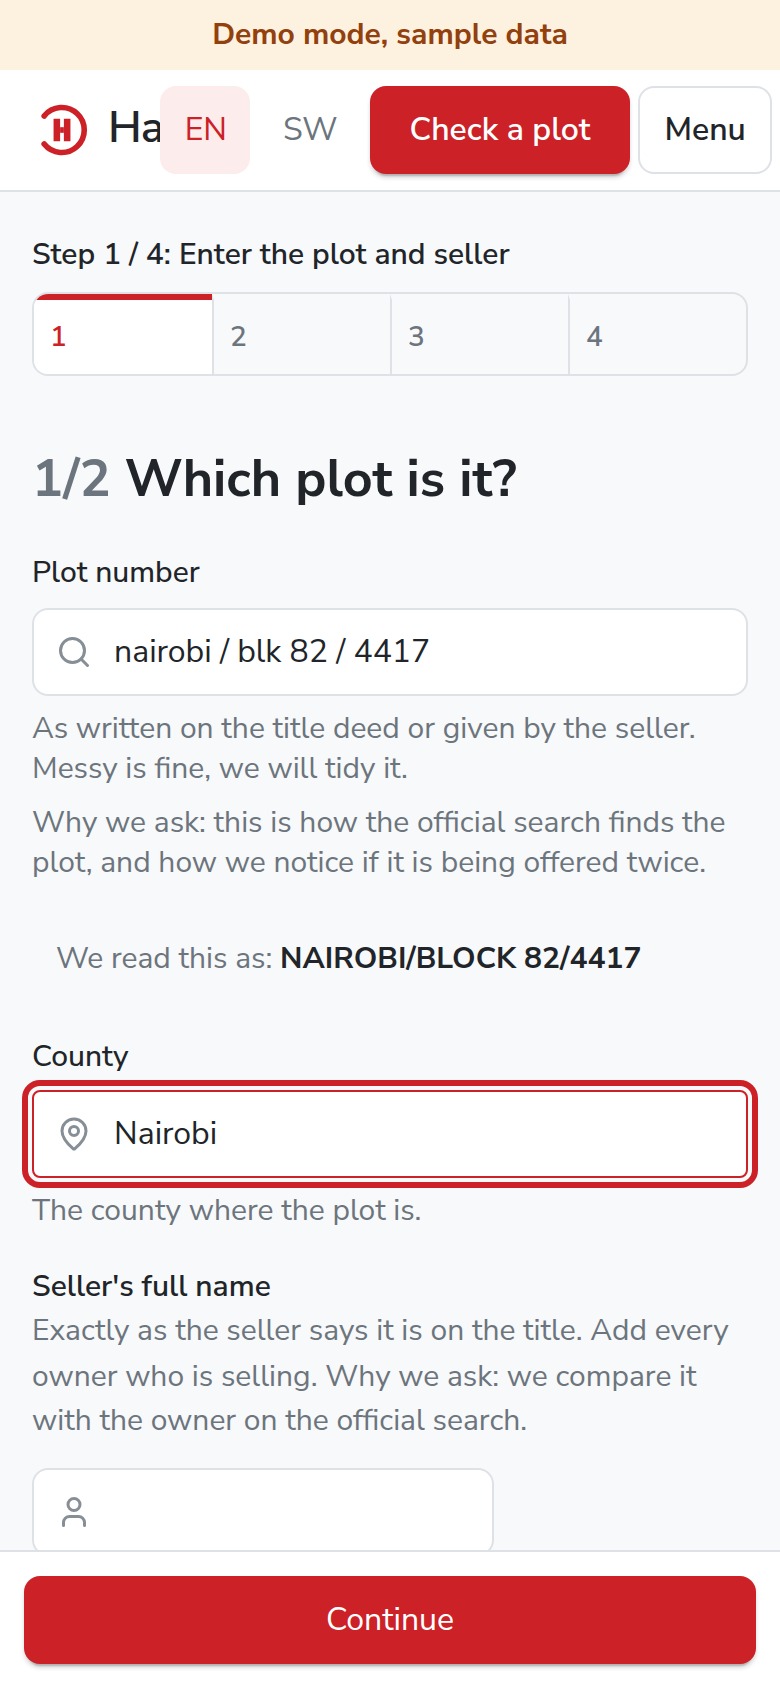 Demo mode, sample data
Ha
EN
SW
Check a plot
Menu
Step 1 / 4: Enter the plot and seller
1
2
3
4
1/2 Which plot is it?
Plot number
nairobi / blk 82 / 4417
As written on the title deed or given by the seller.
Messy is fine, we will tidy it.
Why we ask: this is how the official search finds the
plot, and how we notice if it is being offered twice.
We read this as: NAIROBI/BLOCK 82/4417
County
Nairobi
The county where the plot is.
Seller's full name
Exactly as the seller says it is on the title. Add every
owner who is selling. Why we ask: we compare it
with the owner on the official search.
Continue